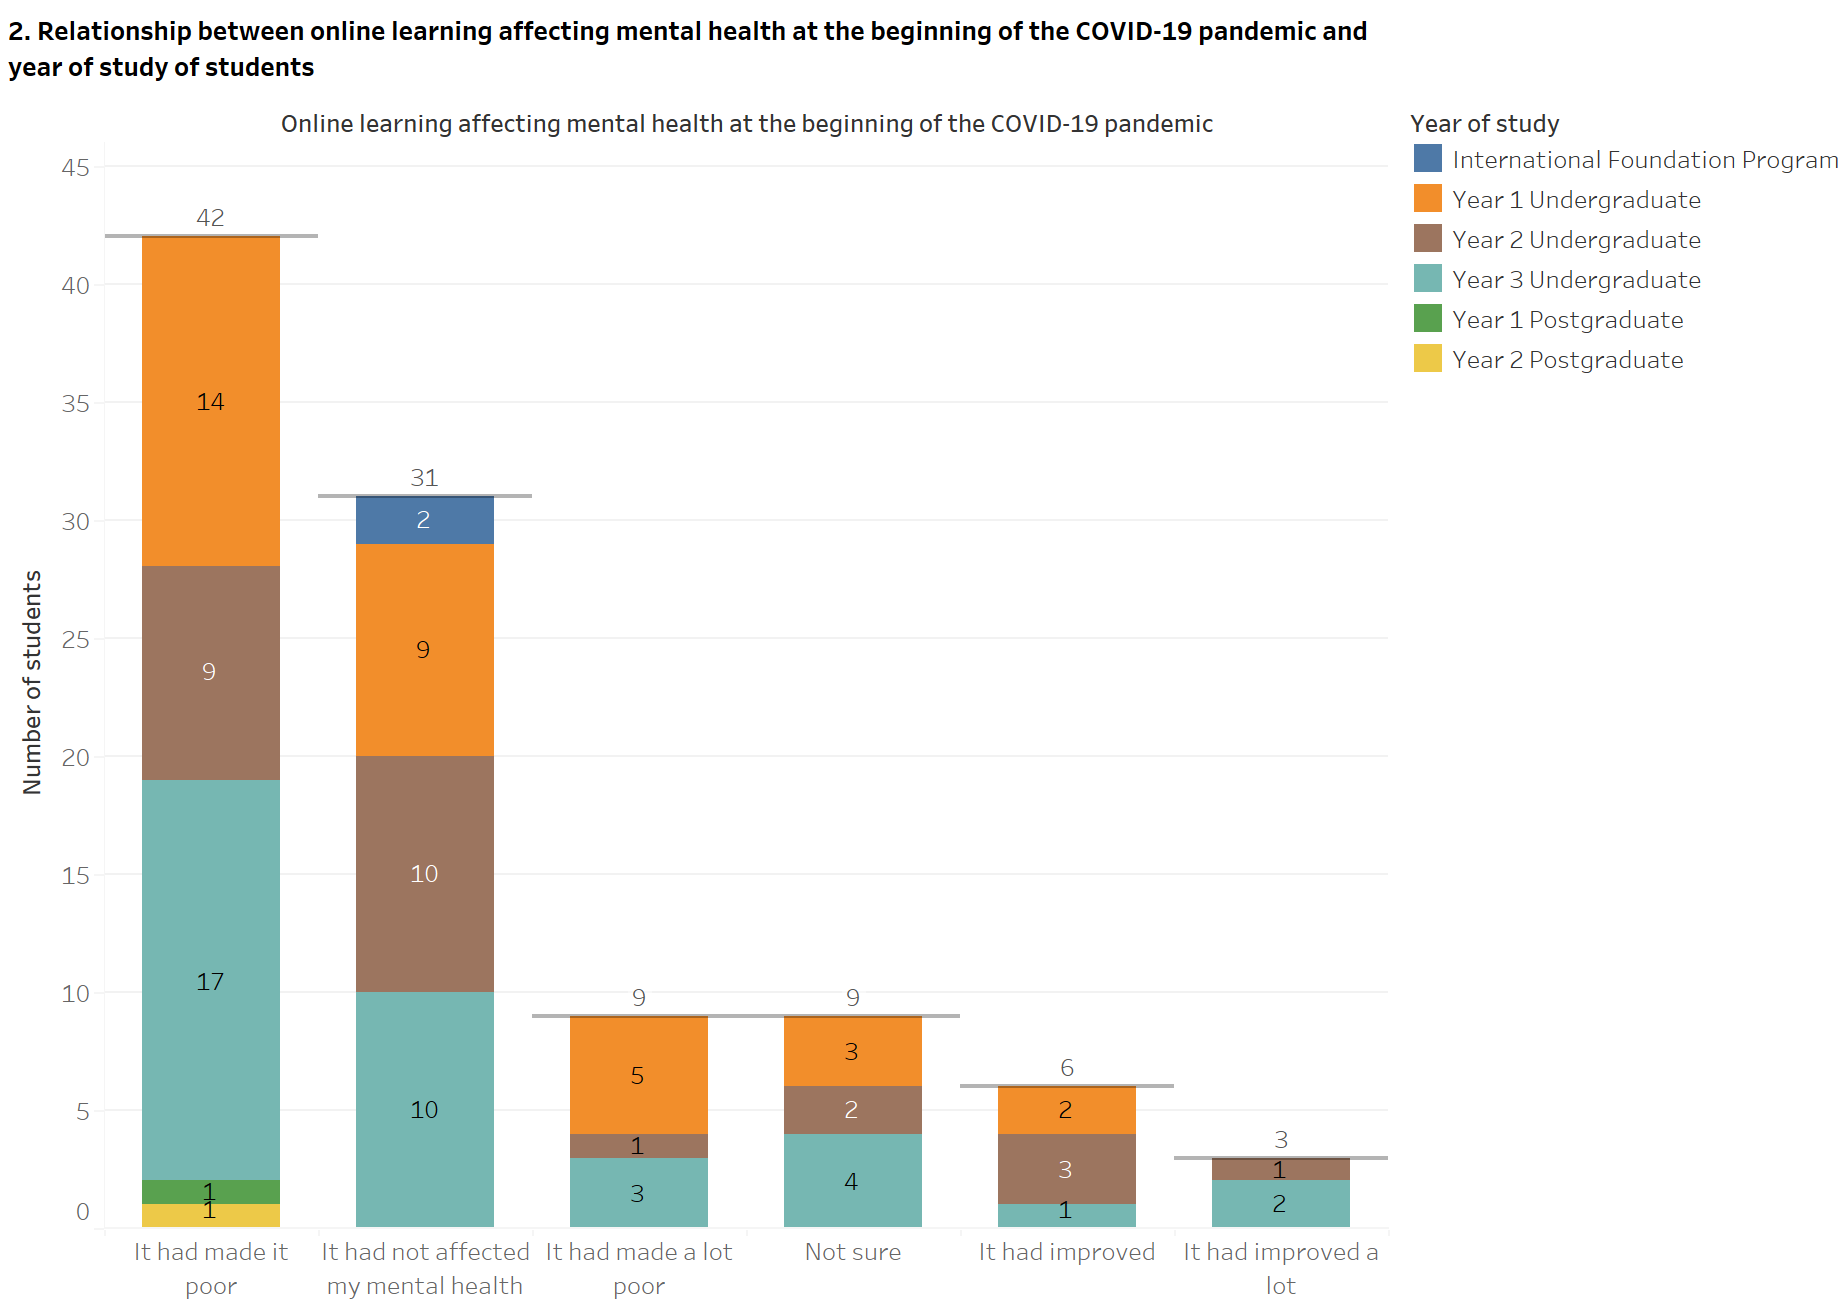 2. Relationship between online learning affecting mental health at the beginning of the COVID-19 pandemic and
year of study of students
Online learning affecting mental health at the beginning of the COVID-19 pandemic
Year of study
International Foundation Program
Year 1 Undergraduate
Year 2 Undergraduate
Year 3 Undergraduate
Year 1 Postgraduate
Year 2 Postgraduate
Number of students
45
40
35
30
25
20
15
10
5
0
42
14
9
17
1
1
31
2
9
10
10
9
5
1
3
9
3
2
4
6
2
3
1
3
1
2
It had made it
poor
It had not affected
my mental health
It had made a lot
poor
Not sure
It had improved
It had improved a
lot